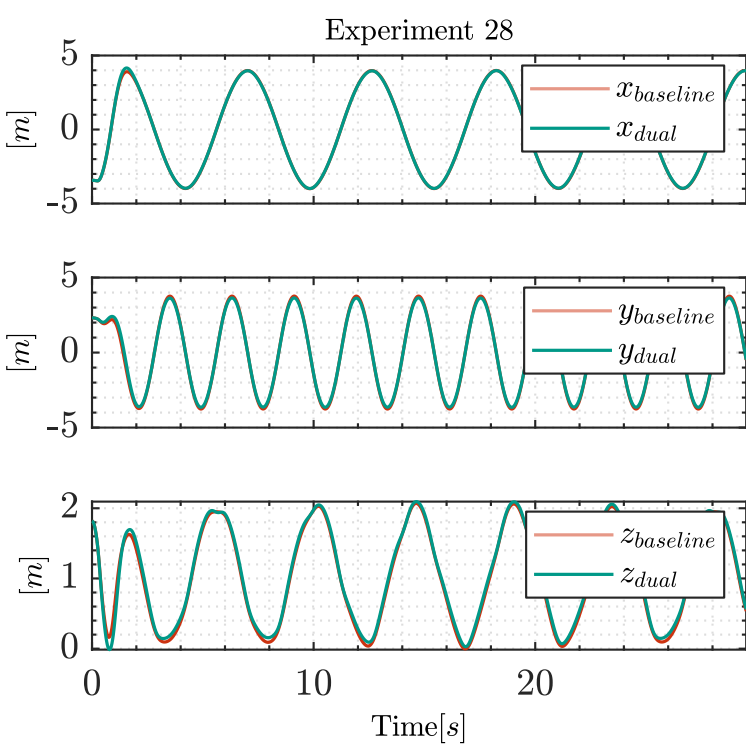 Experiment 28
5
0
-5
[m]
x_baseline
x_dual
5
0
-5
[m]
y_baseline
y_dual
2
1
0
[m]
z_baseline
z_dual
0 10 20
Time[s]